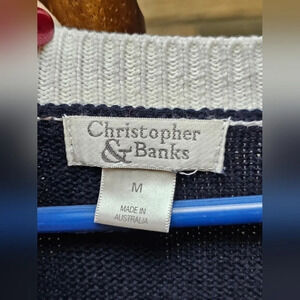 Christopher
& Banks
M
MADE IN
AUSTRALIA